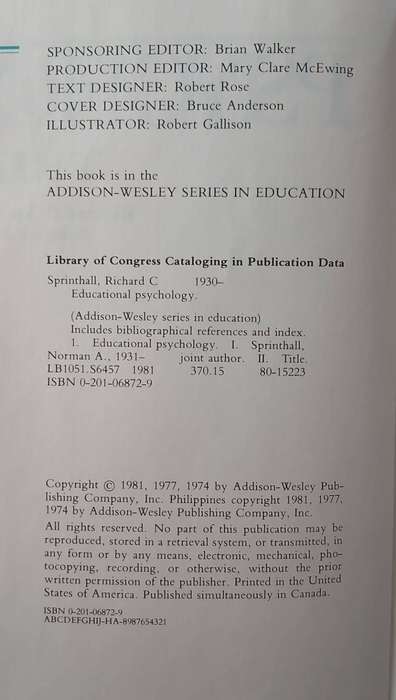 SPONSORING EDITOR: Brian Walker
PRODUCTION EDITOR: Mary Clare McEwing
TEXT DESIGNER: Robert Rose
COVER DESIGNER: Bruce Anderson
ILLUSTRATOR: Robert Gallison
This book is in the
ADDISON-WESLEY SERIES IN EDUCATION
Library of Congress Cataloging in Publication Data
Sprinthall, Richard C 1930–
Educational psychology.
(Addison-Wesley series in education)
Includes bibliographical references and index.
1. Educational psychology. I. Sprinthall,
Norman A., 1931– joint author. II. Title.
LB1051.S6457 1981 370.15 80-15223
ISBN 0-201-06872-9
Copyright © 1981, 1977, 1974 by Addison-Wesley Pub-
lishing Company, Inc. Philippines copyright 1981, 1977,
1974 by Addison-Wesley Publishing Company, Inc.
All rights reserved. No part of this publication may be
reproduced, stored in a retrieval system, or transmitted, in
any form or by any means, electronic, mechanical, pho-
tocopying, recording, or otherwise, without the prior
written permission of the publisher. Printed in the United
States of America. Published simultaneously in Canada.
ISBN 0-201-06872-9
ABCDEFGHIJ-HA-8987654321